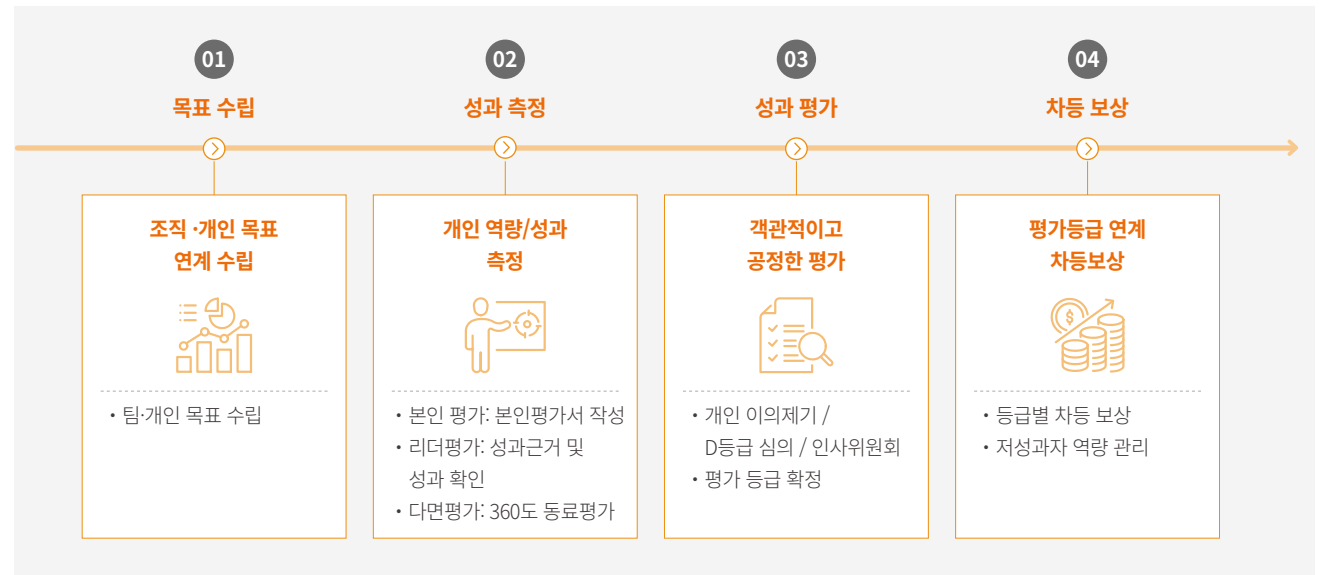 01
목표 수립
조직 ·개인 목표
연계 수립
• 팀·개인 목표 수립
02
성과 측정
개인 역량/성과
측정
• 본인 평가: 본인평가서 작성
• 리더평가: 성과근거 및
성과 확인
• 다면평가: 360도 동료평가
03
성과 평가
객관적이고
공정한 평가
• 개인 이의제기 /
D등급 심의 / 인사위원회
• 평가 등급 확정
04
차등 보상
평가등급 연계
차등보상
$
• 등급별 차등 보상
• 저성과자 역량 관리